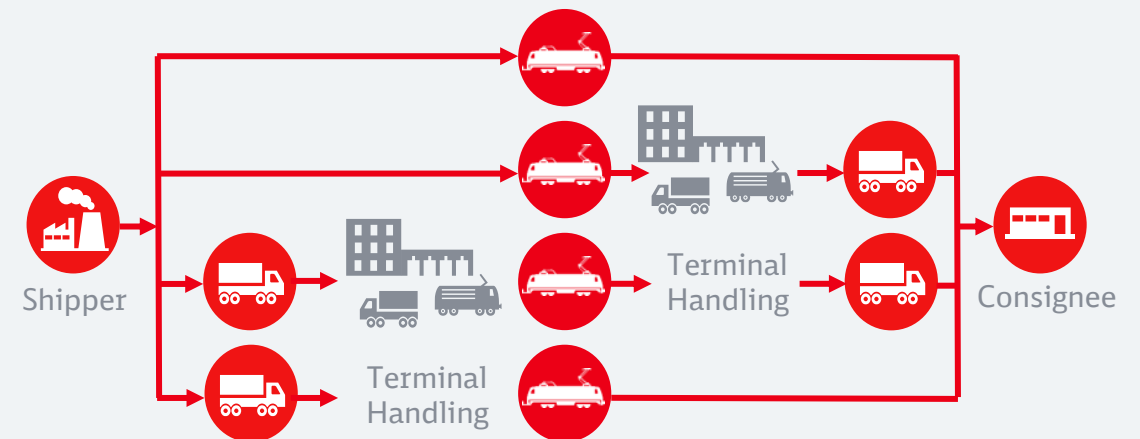 Shipper
Terminal
Handling
Terminal
Handling
Consignee